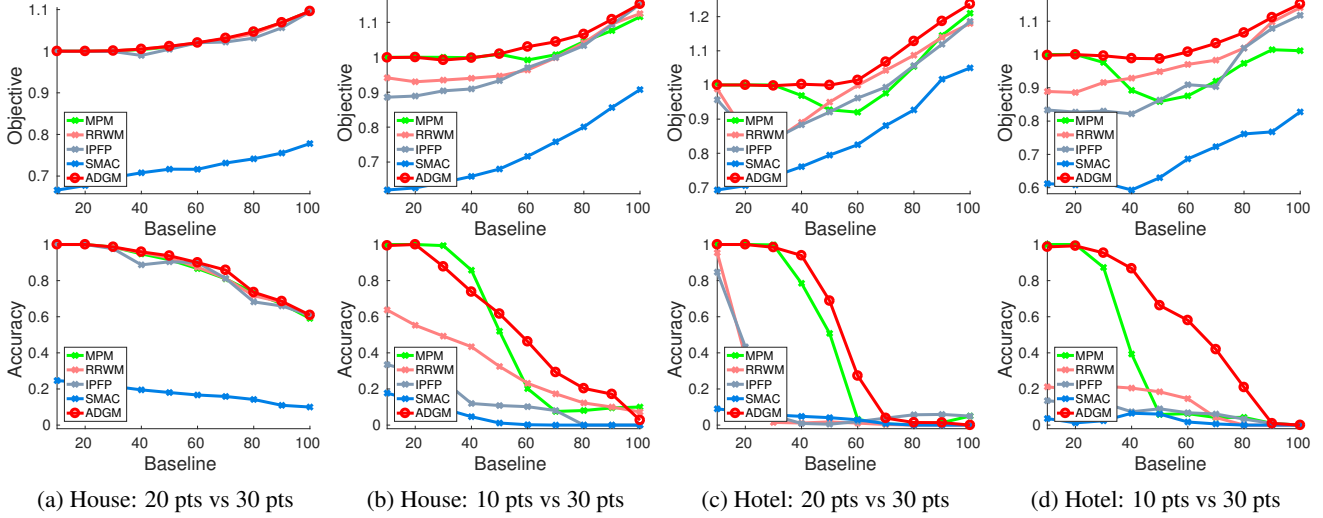 1.1
1
0.9
0.8
0.7
Objective
MPM
RRWM
IPFP
SMAC
ADGM
20 40 60 80 100
Baseline
1.1
1
0.9
0.8
0.7
Objective
MPM
RRWM
IPFP
SMAC
ADGM
20 40 60 80 100
Baseline
1.2
1.1
1
0.9
0.8
0.7
Objective
MPM
RRWM
IPFP
SMAC
ADGM
20 40 60 80 100
Baseline
1.1
1
0.9
0.8
0.7
0.6
Objective
MPM
RRWM
IPFP
SMAC
ADGM
20 40 60 80 100
Baseline
1
0.8
0.6
0.4
0.2
0
Accuracy
MPM
RRWM
IPFP
SMAC
ADGM
20 40 60 80 100
Baseline
1
0.8
0.6
0.4
0.2
0
Accuracy
MPM
RRWM
IPFP
SMAC
ADGM
20 40 60 80 100
Baseline
1
0.8
0.6
0.4
0.2
0
Accuracy
MPM
RRWM
IPFP
SMAC
ADGM
20 40 60 80 100
Baseline
1
0.8
0.6
0.4
0.2
0
Accuracy
MPM
RRWM
IPFP
SMAC
ADGM
20 40 60 80 100
Baseline
(a) House: 20 pts vs 30 pts
(b) House: 10 pts vs 30 pts
(c) Hotel: 20 pts vs 30 pts
(d) Hotel: 10 pts vs 30 pts